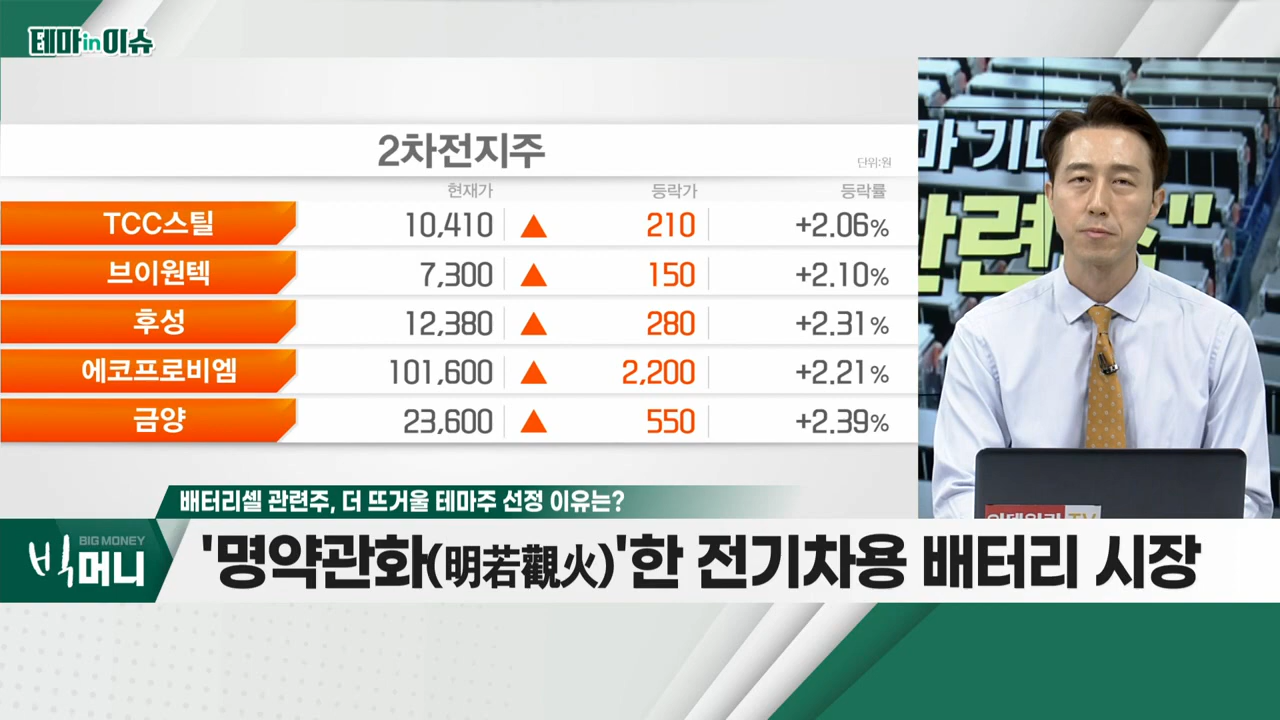 테마in이슈
2차전지주
단위:원
현재가 등락가 등락률
TCC스틸 10,410 ▲ 210 +2.06%
브이원텍 7,300 ▲ 150 +2.10%
후성 12,380 ▲ 280 +2.31%
에코프로비엠 101,600 ▲ 2,200 +2.21%
금양 23,600 ▲ 550 +2.39%
배터리셀 관련주, 더 뜨거울 테마주 선정 이유는?
BIG MONEY
빅머니
'명약관화(明若觀火)'한 전기차용 배터리 시장